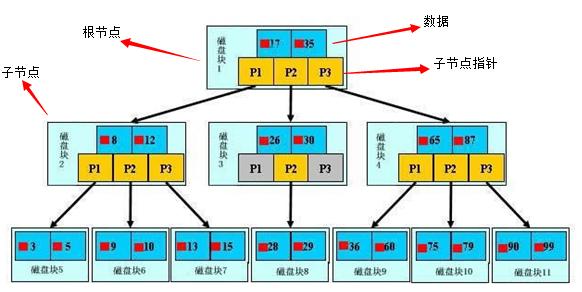 根节点
数据
子节点指针
子节点
磁盘块1
17 35
P1 P2 P3
磁盘块2
8 12
P1 P2 P3
磁盘块3
26 30
P1 P2 P3
磁盘块4
65 87
P1 P2 P3
3 5
磁盘块5
9 10
磁盘块6
13 15
磁盘块7
28 29
磁盘块8
36 60
磁盘块9
75 79
磁盘块10
90 99
磁盘块11